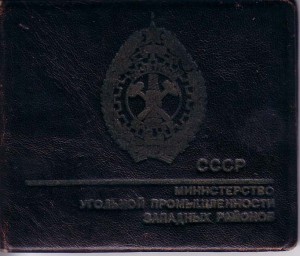 СССР
МИНИСТЕРСТВО
УГОЛЬНОЙ ПРОМЫШЛЕННОСТИ
ЗАПАДНЫХ РАЙОНОВ